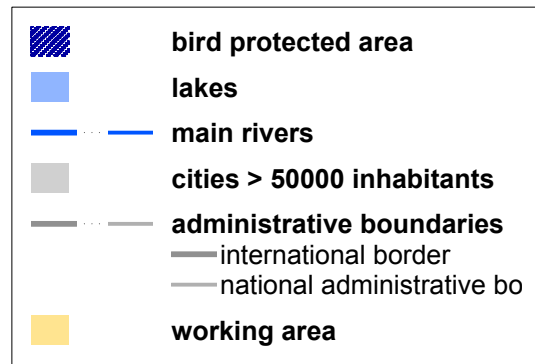 bird protected area
lakes
main rivers
cities > 50000 inhabitants
administrative boundaries
international border
national administrative bo
working area